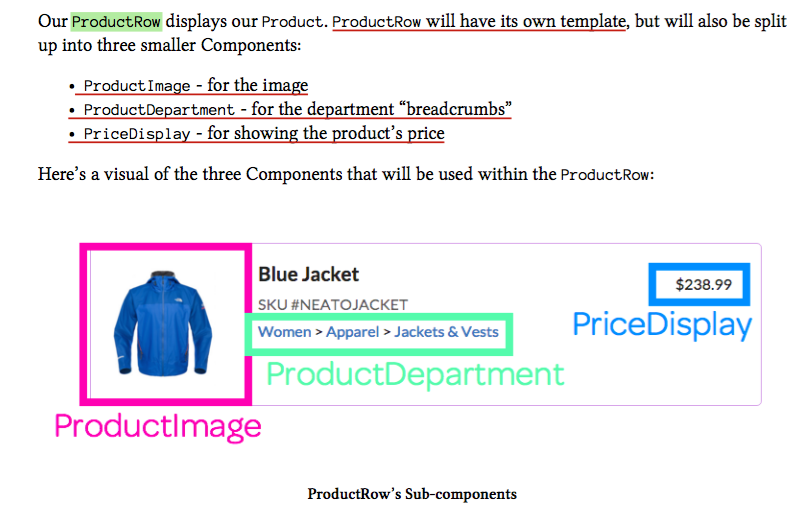 Our ProductRow displays our Product. ProductRow will have its own template, but will also be split
up into three smaller Components:
• ProductImage - for the image
• ProductDepartment - for the department “breadcrumbs”
• PriceDisplay - for showing the product’s price
Here’s a visual of the three Components that will be used within the ProductRow:
Blue Jacket
$238.99
SKU #NEATOJACKET
Women > Apparel > Jackets & Vests
PriceDisplay
ProductDepartment
ProductImage
ProductRow’s Sub-components